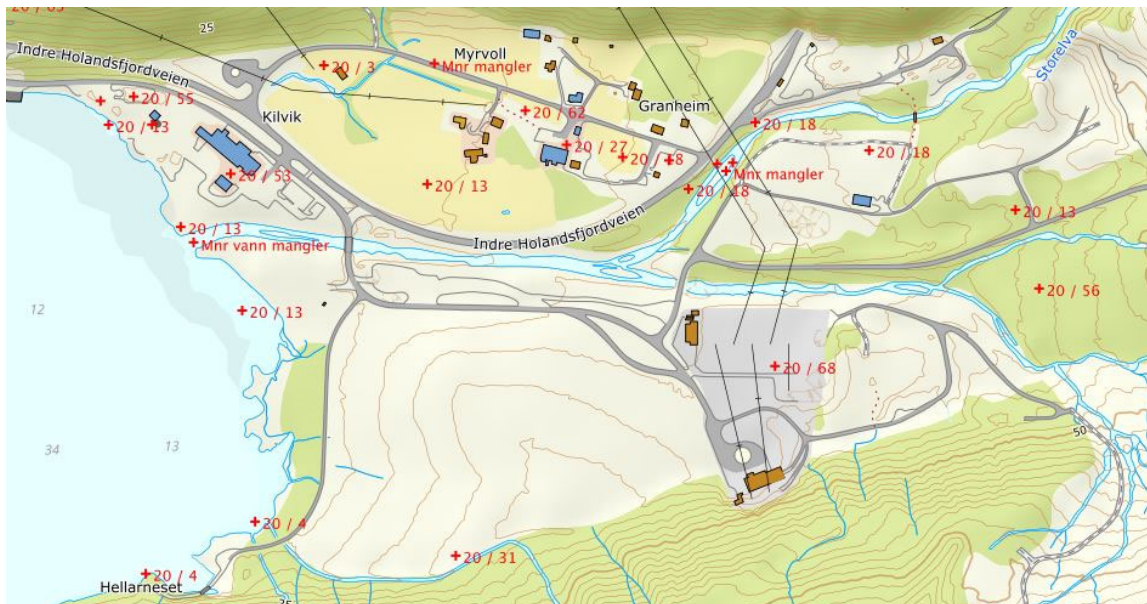 25
Indre Holandsfjordveien
Myrvoll
Mnr mangler
20 / 3
Storelva
20 / 55
Kilvik
20 / 62
Granheim
20 / 13
20 / 18
20 / 27
20 / 18
20 / 53
20 / 13
20 / 18
Mnr mangler
20 / 13
20 / 13
Indre Holandsfjordveien
Mnr vann mangler
20 / 56
12
20 / 13
20 / 68
50
34
13
20 / 4
20 / 31
20 / 4
Hellarneset